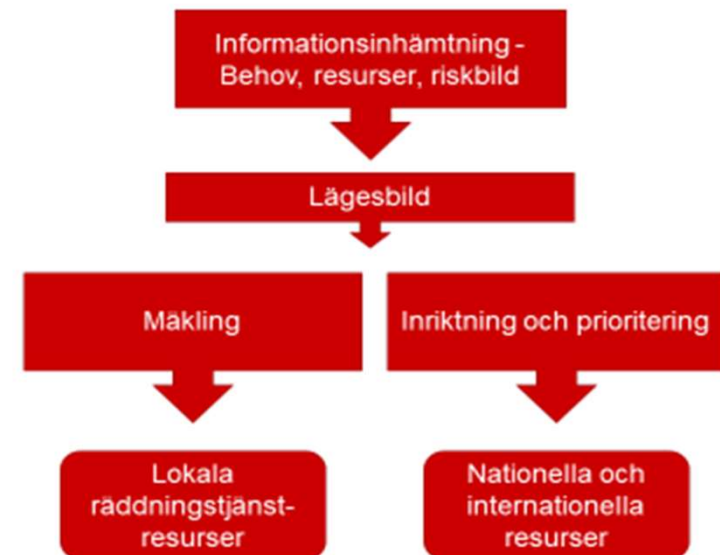 Informationsinhämtning -
Behov, resurser, riskbild
Lägesbild
Mäkling
Inriktning och prioritering
Lokala
räddningstjänst-
resurser
Nationella och
internationella
resurser